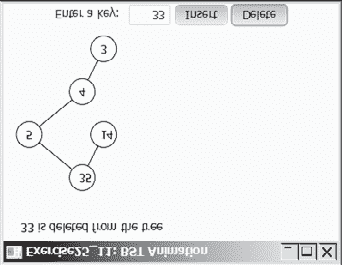 Exercise25_11: BST Animation
33 is deleted from the tree
35
5 14
4
3
Enter a key: 33 Insert Delete